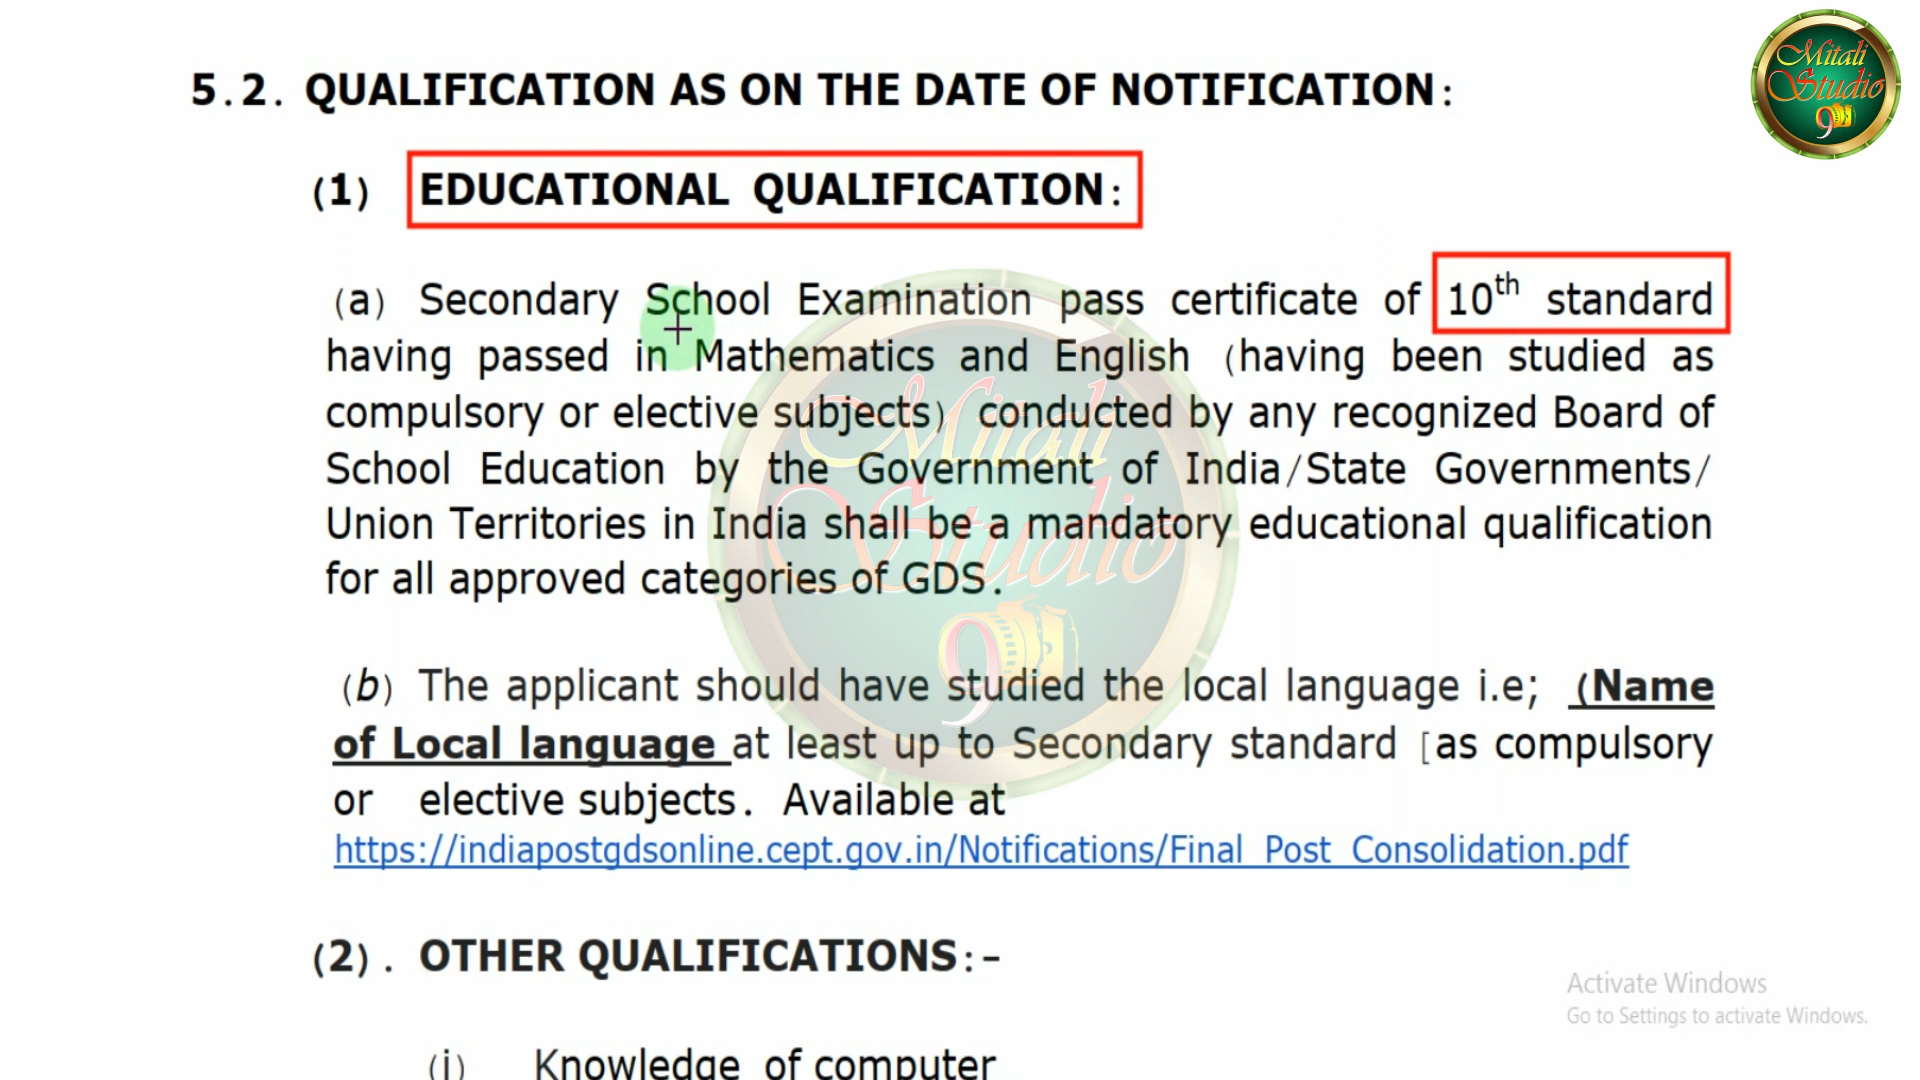 Mitali
Studio
9
5.2. QUALIFICATION AS ON THE DATE OF NOTIFICATION:
(1) EDUCATIONAL QUALIFICATION:
(a) Secondary School Examination pass certificate of 10th standard
having passed in Mathematics and English (having been studied as
compulsory or elective subjects) conducted by any recognized Board of
School Education by the Government of India/State Governments/
Union Territories in India shall be a mandatory educational qualification
for all approved categories of GDS.
Mitali
Studio
9
(b) The applicant should have studied the local language i.e; (Name
of Local language at least up to Secondary standard [as compulsory
or elective subjects. Available at
https://indiapostgdsonline.cept.gov.in/Notifications/Final_Post_Consolidation.pdf
(2). OTHER QUALIFICATIONS:-
(i) Knowledge of computer
Activate Windows
Go to Settings to activate Windows.